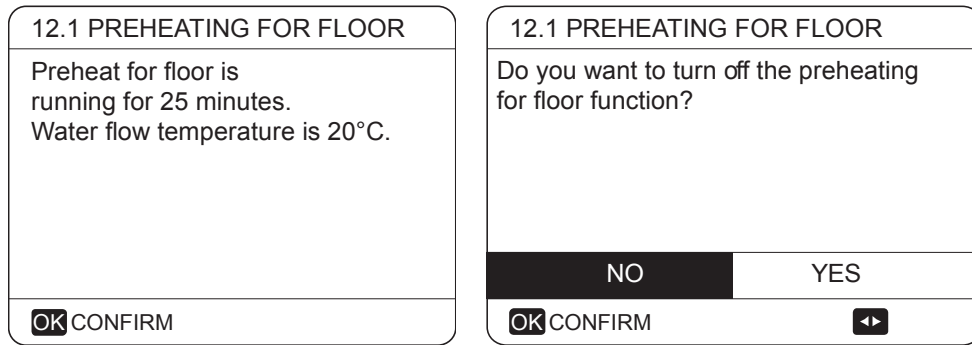 12.1 PREHEATING FOR FLOOR
Preheat for floor is
running for 25 minutes.
Water flow temperature is 20°C.
OK CONFIRM
12.1 PREHEATING FOR FLOOR
Do you want to turn off the preheating
for floor function?
NO YES
OK CONFIRM